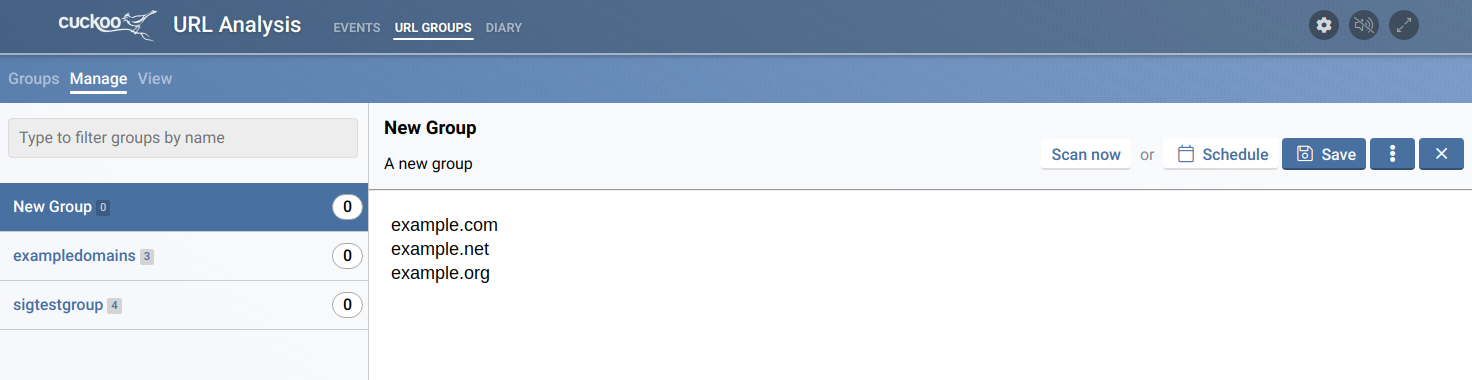 cuckoo URL Analysis EVENTS URL GROUPS DIARY
Groups Manage View
Type to filter groups by name
New Group 0 0
exampledomains 3 0
sigtestgroup 4 0
New Group
A new group
Scan now or Schedule Save
example.com
example.net
example.org